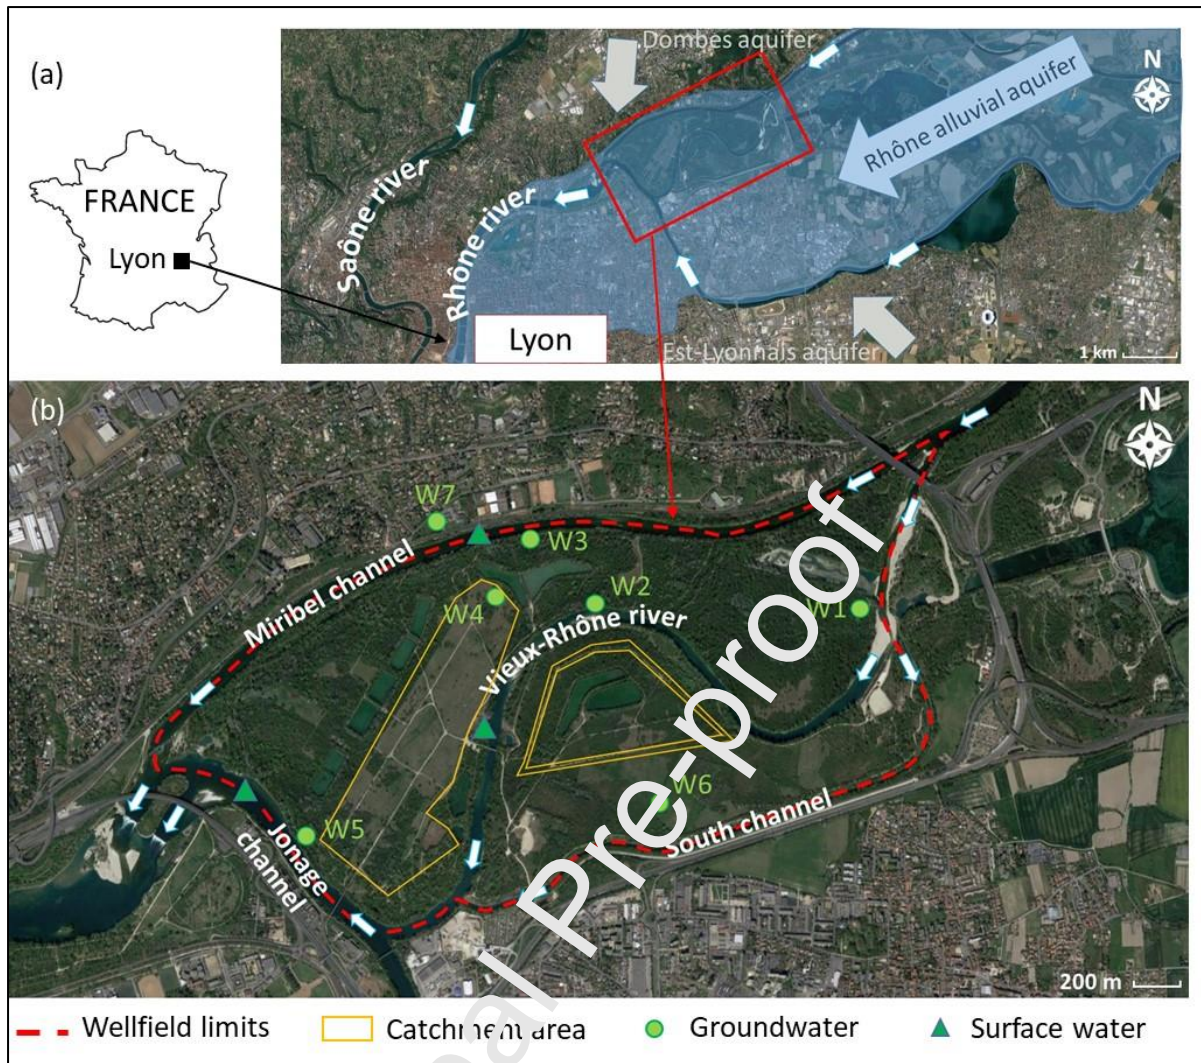 (a)
FRANCE
Lyon
Dombes aquifer
N
Saône river
Rhône river
Rhône alluvial aquifer
Lyon
Est-Lyonnais aquifer
1 km
(b)
N
W7
W3
Miribel channel
W4
W2
W1
Vieux-Rhône river
W6
South channel
W5
Jonage
channel
200 m
Pre-proof
Wellfield limits
Catchment area
Groundwater
Surface water